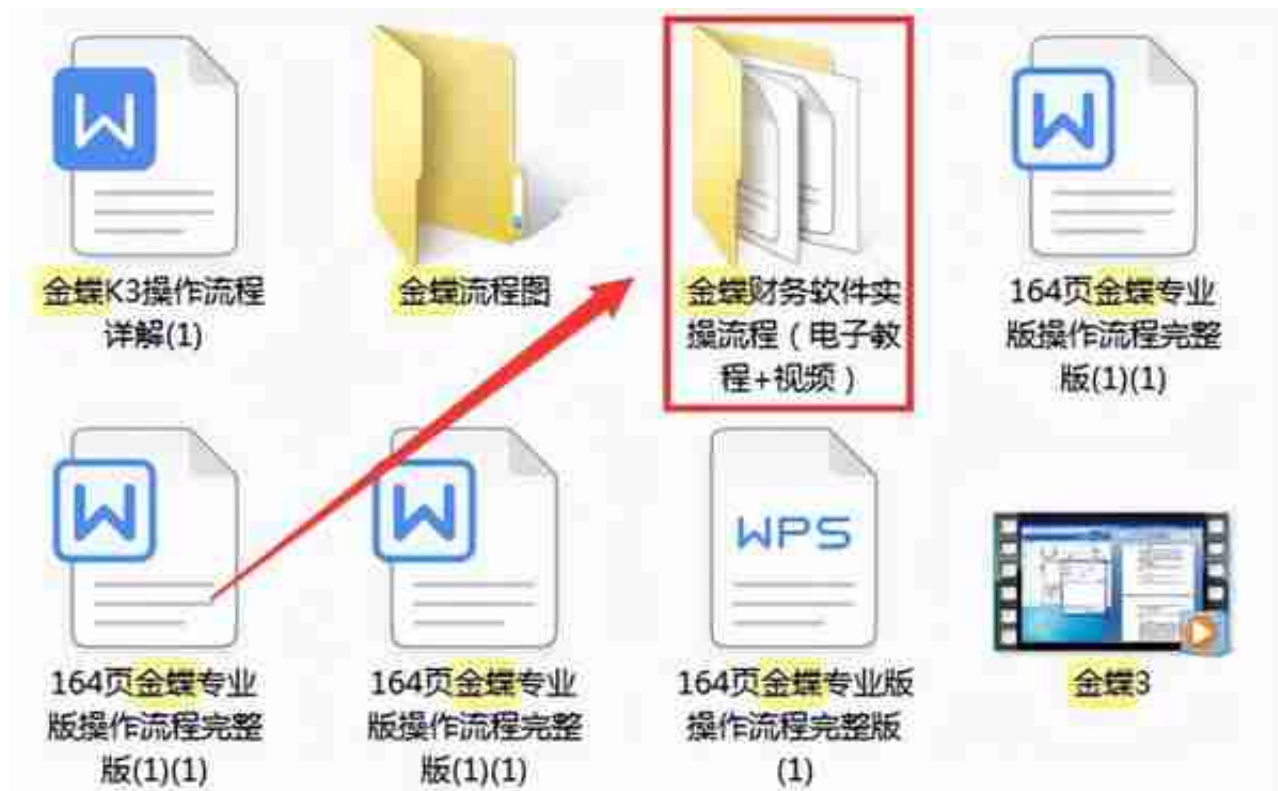 金蝶K3操作流程
详解(1)
金蝶流程图
金蝶财务软件实
操流程(电子教
程+视频)
164页金蝶专业
版操作流程完整
版(1)(1)
164页金蝶专业
版操作流程完整
版(1)(1)
164页金蝶专业
版操作流程完整
版(1)(1)
WPS
164页金蝶专业版
操作流程完整版
(1)
金蝶3